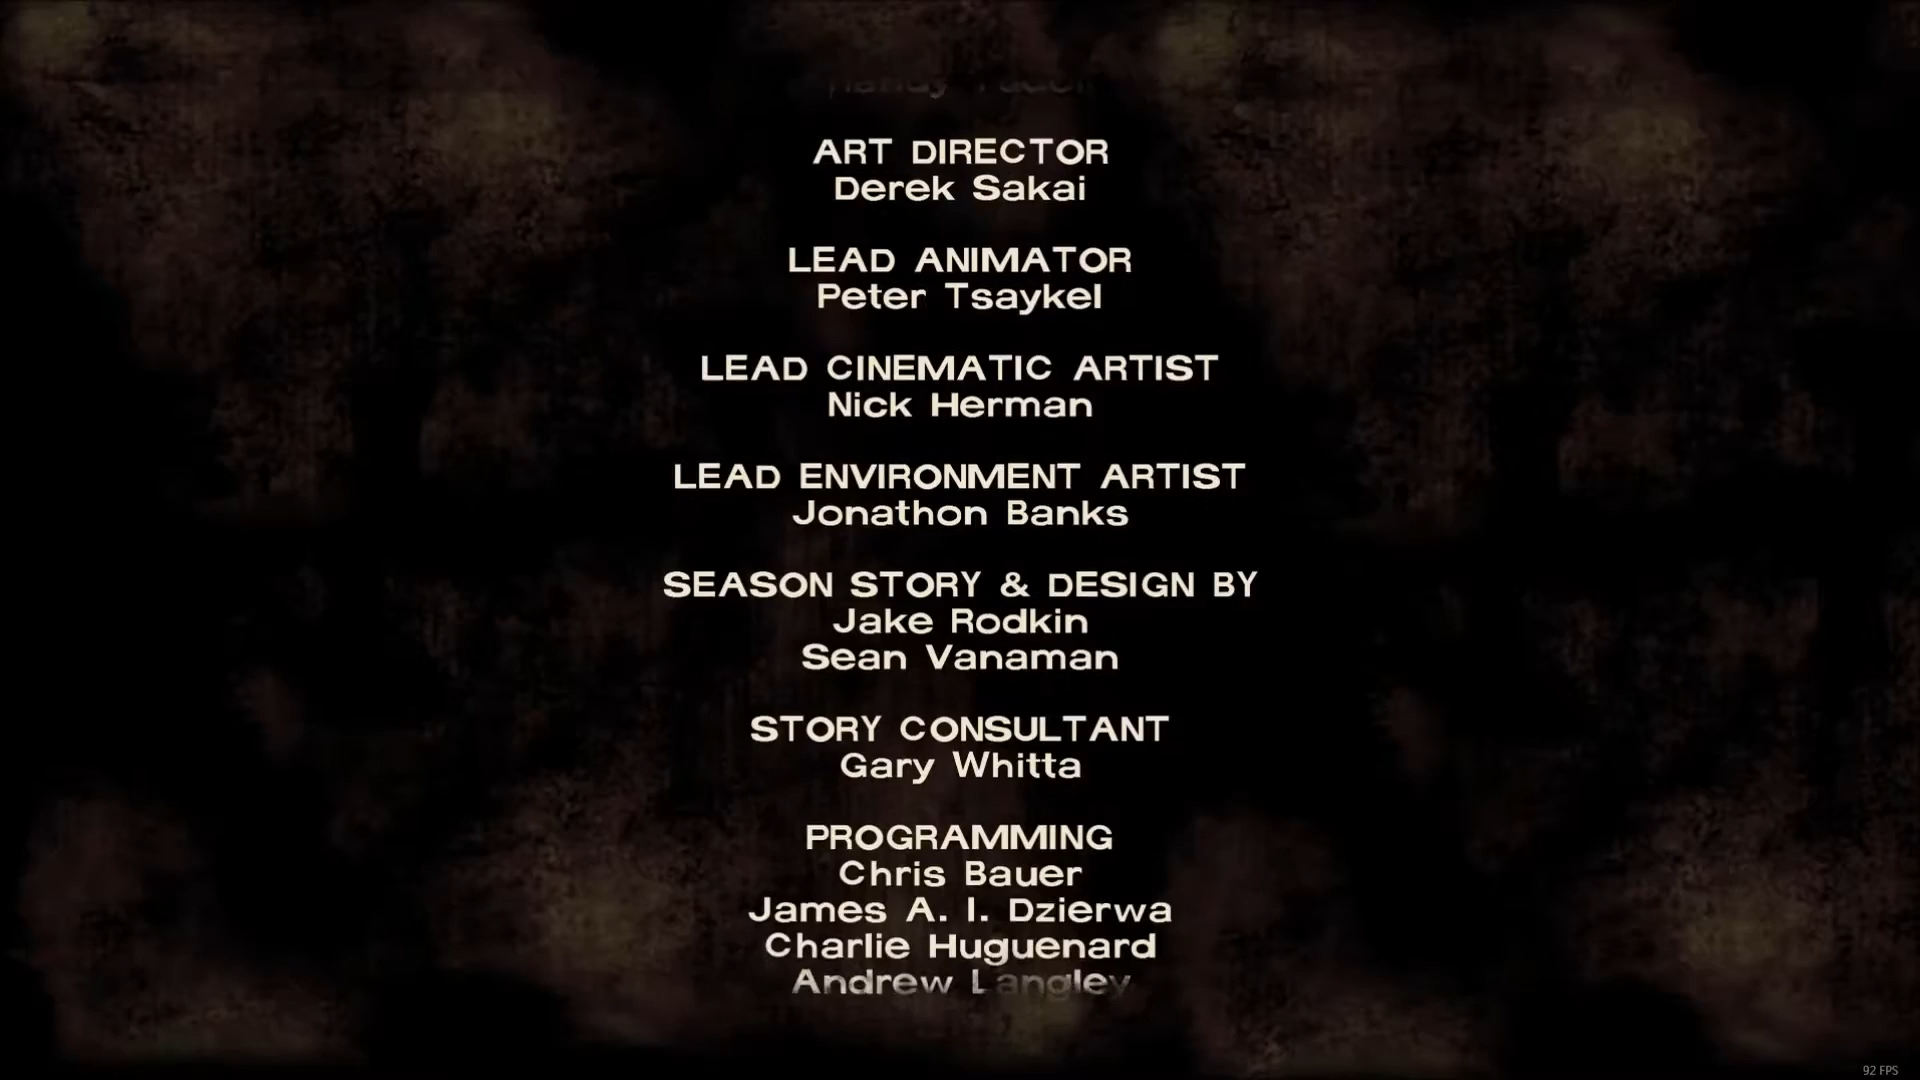 ART DIRECTOR
Derek Sakai
LEAD ANIMATOR
Peter Tsaykel
LEAD CINEMATIC ARTIST
Nick Herman
LEAD ENVIRONMENT ARTIST
Jonathon Banks
SEASON STORY & DESIGN BY
Jake Rodkin
Sean Vanaman
STORY CONSULTANT
Gary Whitta
PROGRAMMING
Chris Bauer
James A. I. Dzierwa
Charlie Huguenard
Andrew Langley
92 FPS